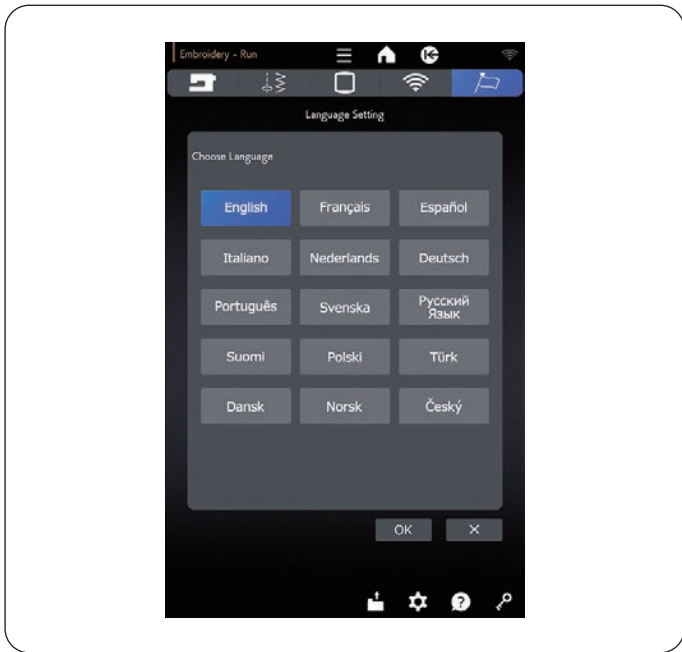 Embroidery - Run
Language Setting
Choose Language
English Français Español
Italiano Nederlands Deutsch
Português Svenska Русский
Язык
Suomi Polski Türk
Dansk Norsk Český
OK X